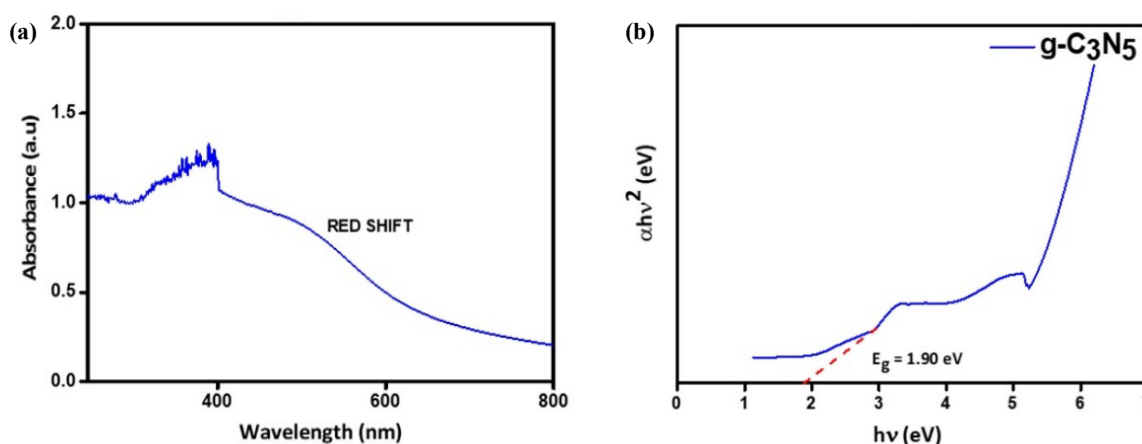 (a)
2.0
1.5
1.0
0.5
0.0
Absorbance (a.u)
RED SHIFT
400 600 800
Wavelength (nm)
(b)
g-C₃N₅
αhν² (eV)
E_g = 1.90 eV
0 1 2 3 4 5 6
hν (eV)